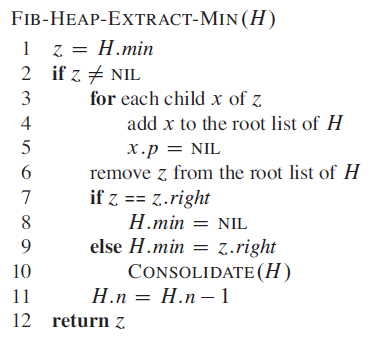 FIB-HEAP-EXTRACT-MIN(H)
1 z = H.min
2 if z ≠ NIL
3 for each child x of z
4 add x to the root list of H
5 x.p = NIL
6 remove z from the root list of H
7 if z == z.right
8 H.min = NIL
9 else H.min = z.right
10 CONSOLIDATE(H)
11 H.n = H.n − 1
12 return z